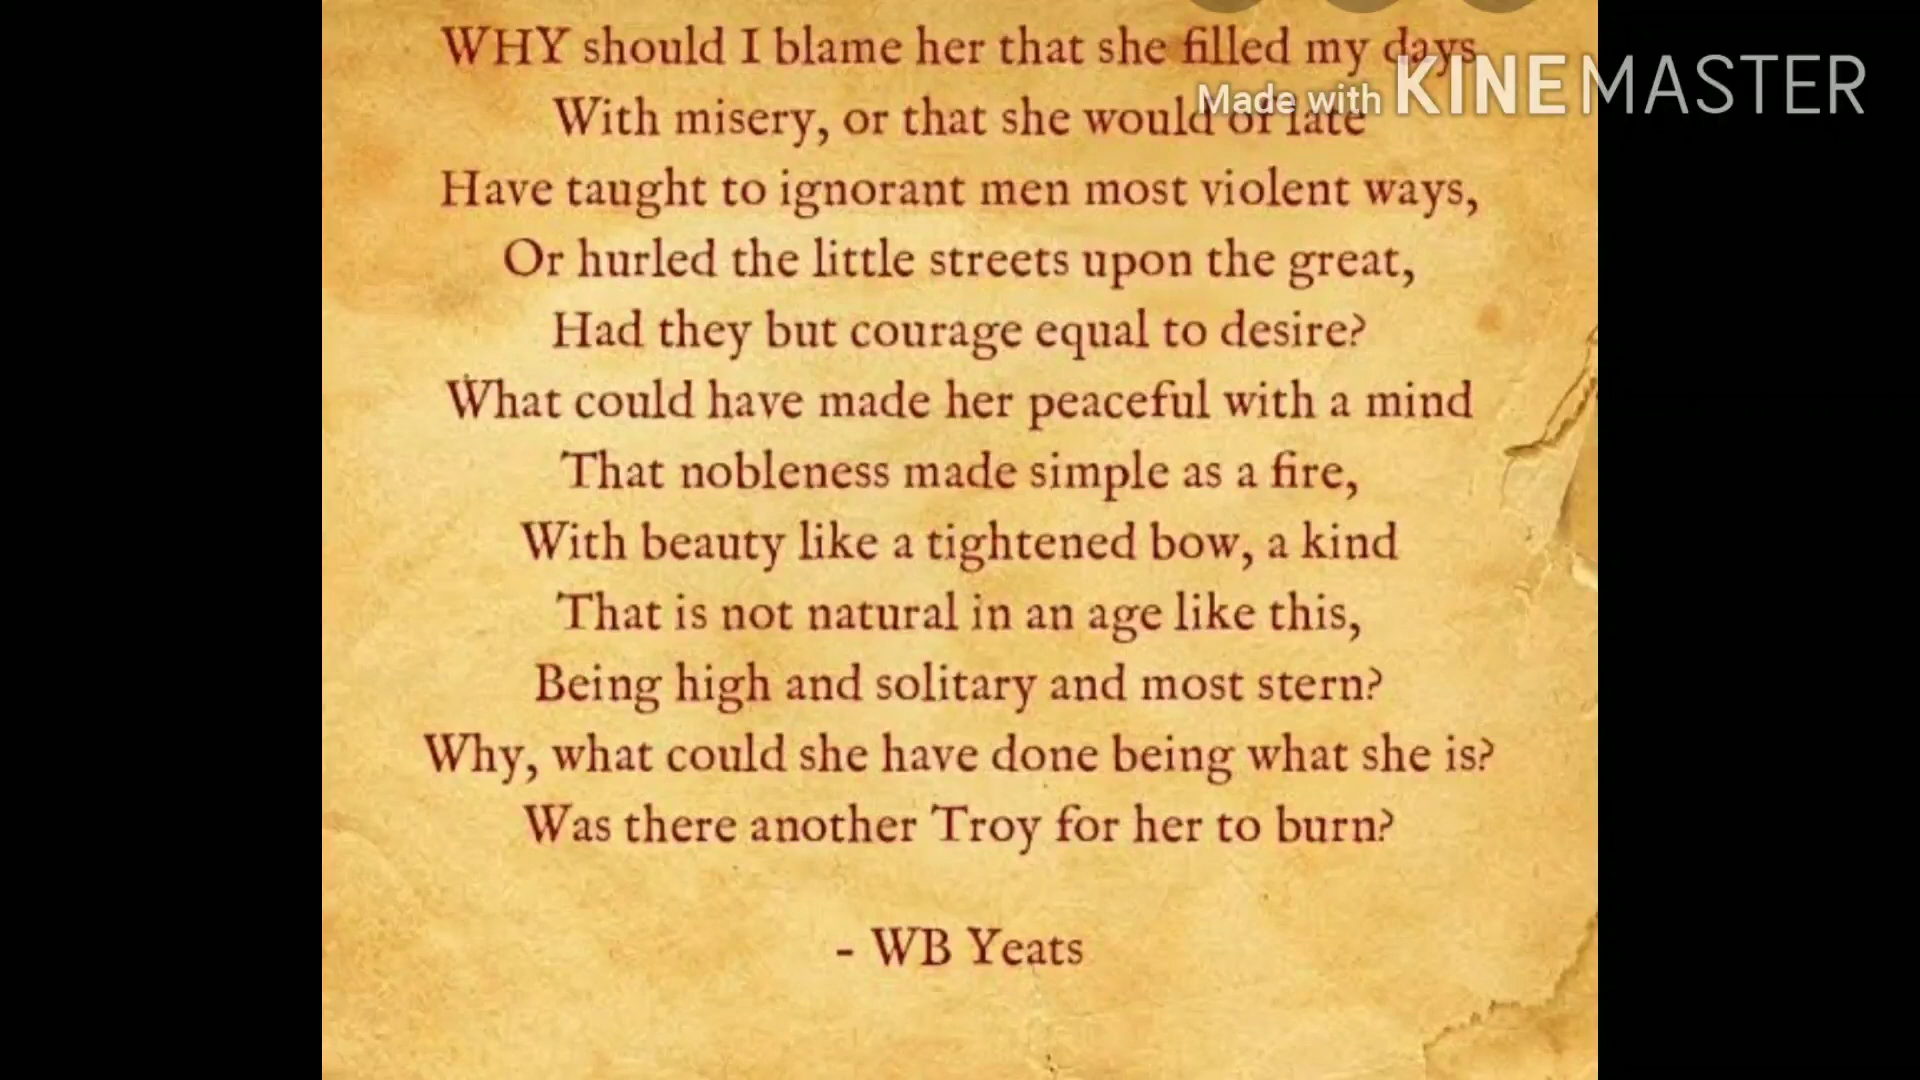 WHY should I blame her that she filled my days
With misery, or that she would of late
Have taught to ignorant men most violent ways,
Or hurled the little streets upon the great,
Had they but courage equal to desire?
What could have made her peaceful with a mind
That nobleness made simple as a fire,
With beauty like a tightened bow, a kind
That is not natural in an age like this,
Being high and solitary and most stern?
Why, what could she have done being what she is?
Was there another Troy for her to burn?
- WB Yeats
Made with KINEMASTER